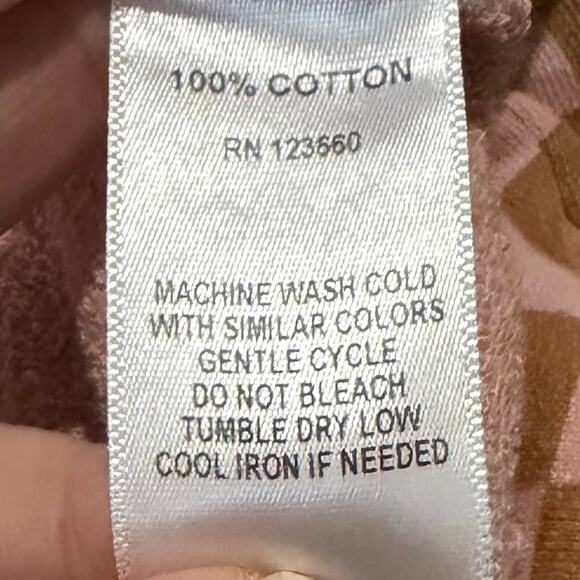 100% COTTON
RN 123660
MACHINE WASH COLD
WITH SIMILAR COLORS
GENTLE CYCLE
DO NOT BLEACH
TUMBLE DRY LOW
COOL IRON IF NEEDED